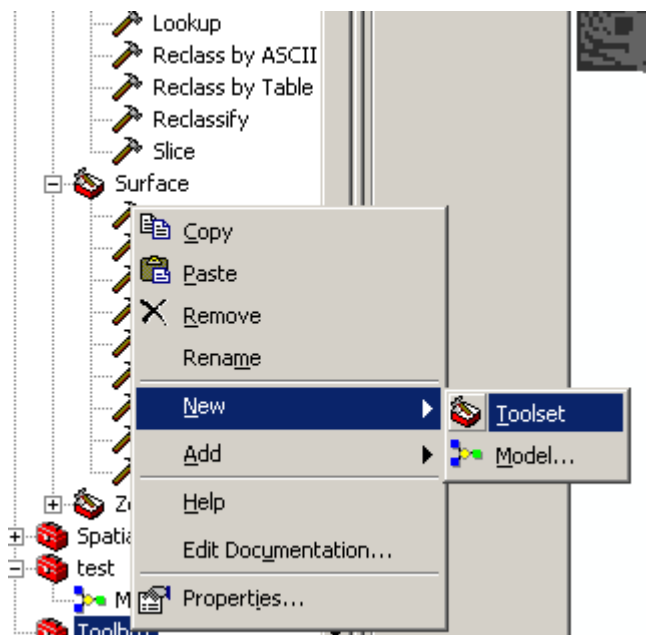 Lookup
Reclass by ASCII
Reclass by Table
Reclassify
Slice
Surface
Copy
Paste
Remove
Rename
New
Toolset
Add
Model...
Help
Spatia
Edit Documentation...
test
M
Properties...